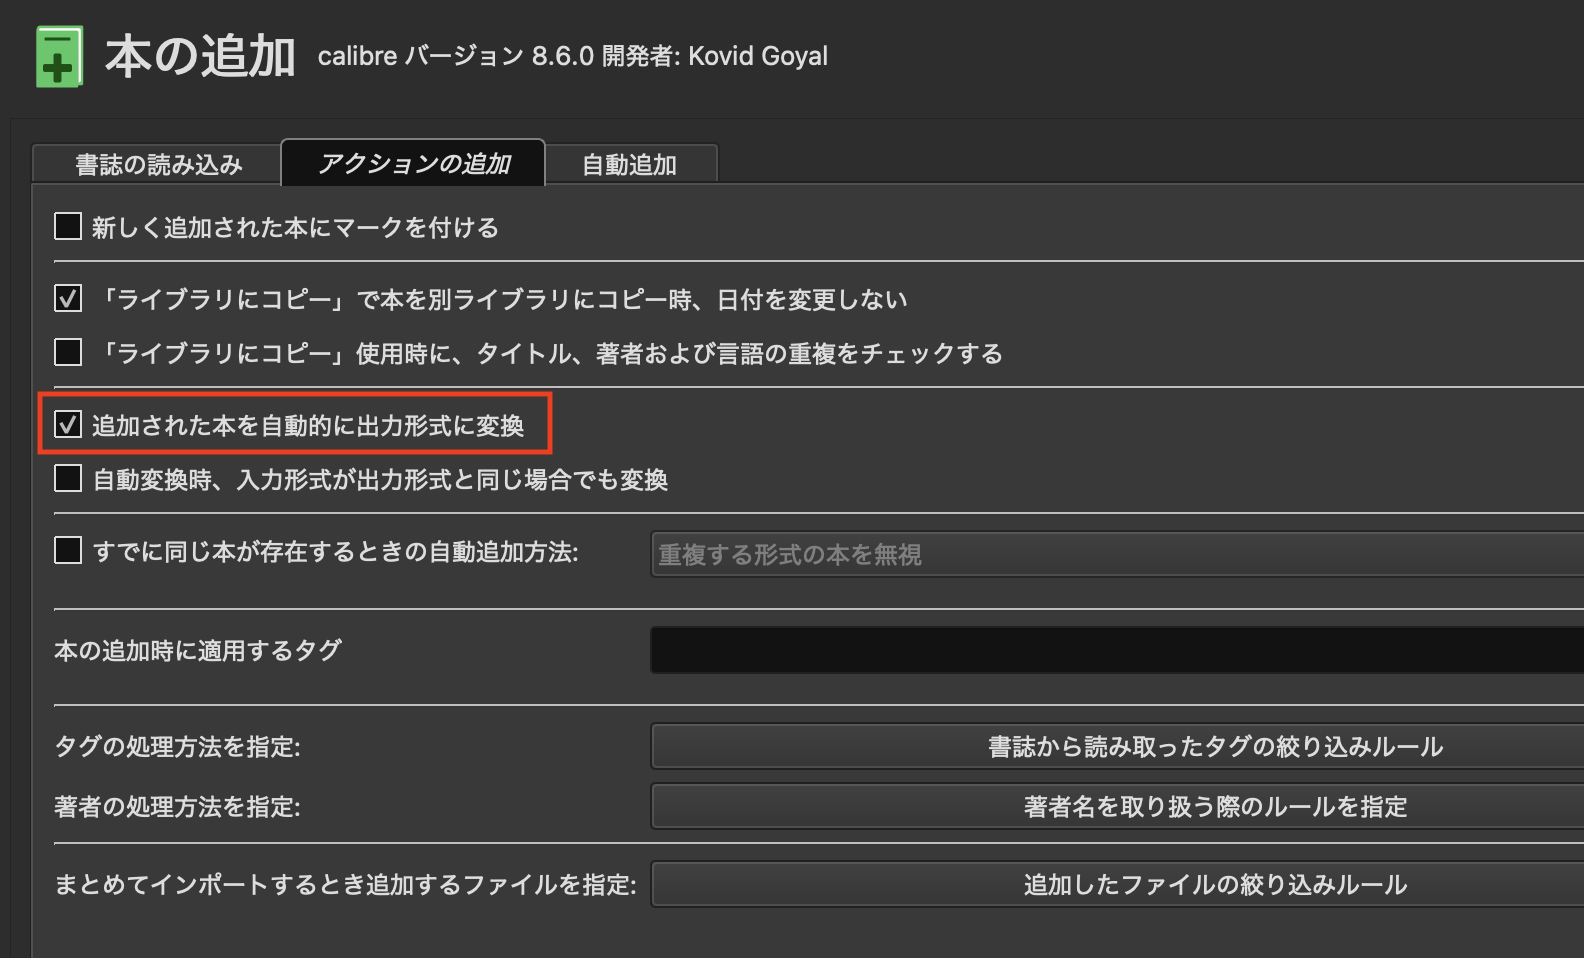 本の追加 calibre バージョン 8.6.0 開発者: Kovid Goyal
書誌の読み込み アクションの追加 自動追加
新しく追加された本にマークを付ける
「ライブラリにコピー」で本を別ライブラリにコピー時、日付を変更しない
「ライブラリにコピー」使用時に、タイトル、著者および言語の重複をチェックする
追加された本を自動的に出力形式に変換
自動変換時、入力形式が出力形式と同じ場合でも変換
すでに同じ本が存在するときの自動追加方法: 重複する形式の本を無視
本の追加時に適用するタグ
タグの処理方法を指定: 書誌から読み取ったタグの絞り込みルール
著者の処理方法を指定: 著者名を取り扱う際のルールを指定
まとめてインポートするとき追加するファイルを指定: 追加したファイルの絞り込みルール